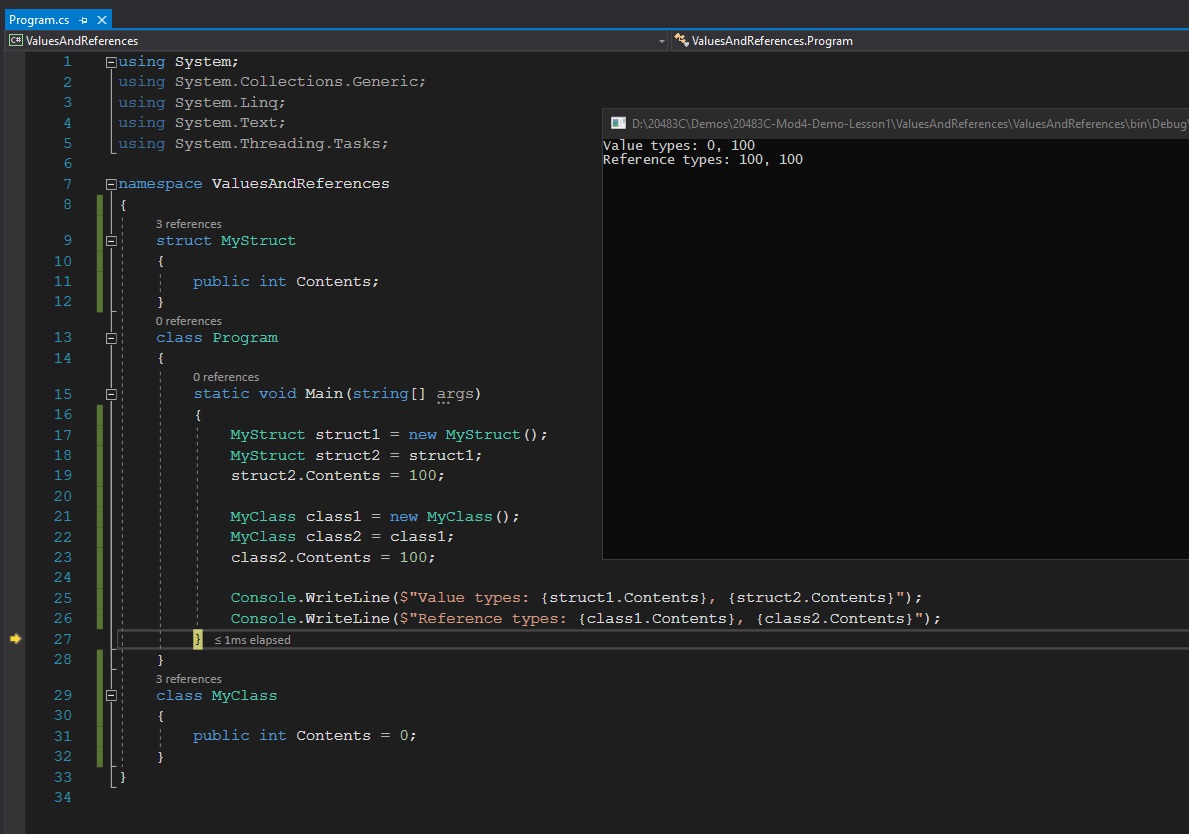 Program.cs
C# ValuesAndReferences
ValuesAndReferences.Program
1 using System;
2 using System.Collections.Generic;
3 using System.Linq;
4 using System.Text;
5 using System.Threading.Tasks;
6
7 namespace ValuesAndReferences
8 {
3 references
9 struct MyStruct
10 {
11 public int Contents;
12 }
0 references
13 class Program
14 {
0 references
15 static void Main(string[] args)
16 {
17 MyStruct struct1 = new MyStruct();
18 MyStruct struct2 = struct1;
19 struct2.Contents = 100;
20
21 MyClass class1 = new MyClass();
22 MyClass class2 = class1;
23 class2.Contents = 100;
24
25 Console.WriteLine($"Value types: {struct1.Contents}, {struct2.Contents}");
26 Console.WriteLine($"Reference types: {class1.Contents}, {class2.Contents}");
27 } ≤ 1ms elapsed
28 }
3 references
29 class MyClass
30 {
31 public int Contents = 0;
32 }
33 }
34
D:\20483C\Demos\20483C-Mod4-Demo-Lesson1\ValuesAndReferences\ValuesAndReferences\bin\Debug\
Value types: 0, 100
Reference types: 100, 100